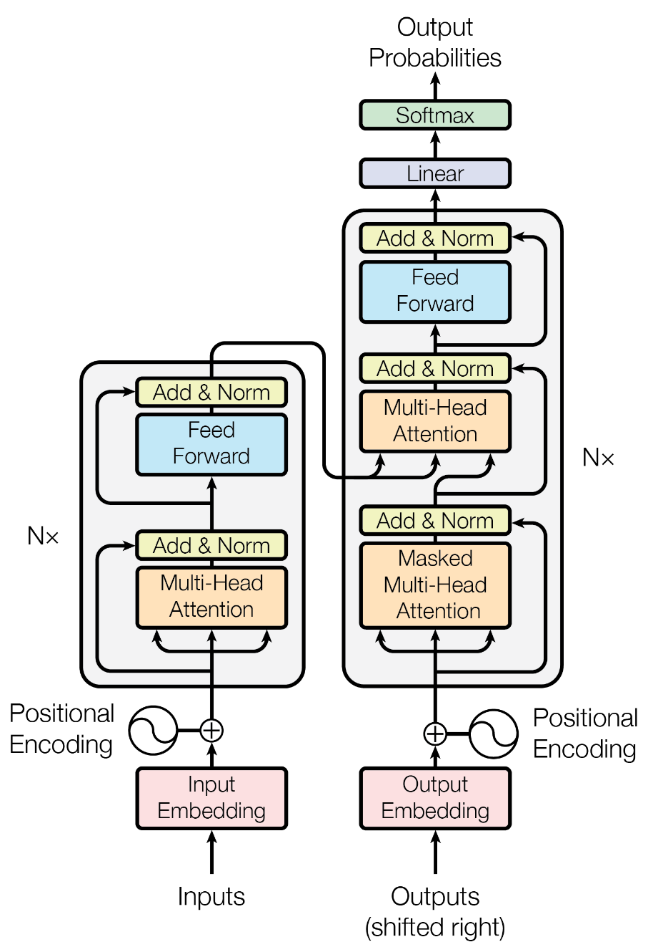 Output
Probabilities
Softmax
Linear
Add & Norm
Feed
Forward
Add & Norm
Multi-Head
Attention
Add & Norm
Masked
Multi-Head
Attention
N×
Add & Norm
Feed
Forward
Add & Norm
Multi-Head
Attention
N×
Positional
Encoding
Positional
Encoding
Input
Embedding
Output
Embedding
Inputs
Outputs
(shifted right)